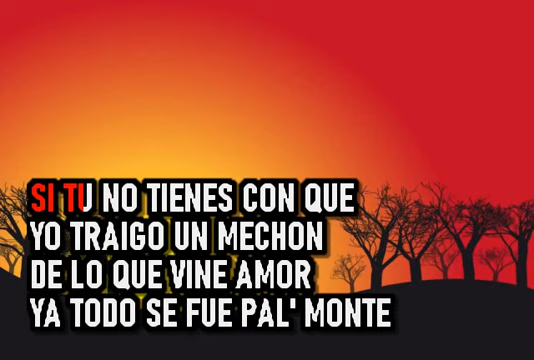 SI TU NO TIENES CON QUE
YO TRAIGO UN MECHON
DE LO QUE VINE AMOR
YA TODO SE FUE PAL' MONTE